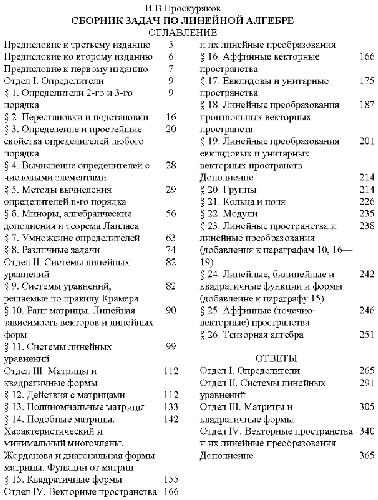 И.В.Проскуряков
СБОРНИК ЗАДАЧ ПО ЛИНЕЙНОЙ АЛГЕБРЕ
ОГЛАВЛЕНИЕ
Предисловие к третьему изданию 5
Предисловие ко второму изданию 6
Предисловие к первому изданию 7
Отдел I. Определители 9
§ 1. Определители 2-го и 3-го 9
порядка
§ 2. Перестановки и подстановки 16
§ 3. Определение и простейшие 20
свойства определителей любого
порядка
§ 4. Вычисление определителей с 28
числовыми элементами
§ 5. Методы вычисления 29
определителей n-го порядка
§ 6. Миноры, алгебраические 56
дополнения и теорема Лапласа
§ 7. Умножение определителей 63
§ 8. Различные задачи 74
Отдел II. Системы линейных 82
уравнений
§ 9. Системы уравнений, 82
решаемые по правилу Крамера
§ 10. Ранг матрицы. Линейная 90
зависимость векторов и линейных
форм
§ 11. Системы линейных 99
уравнений
Отдел III. Матрицы и 112
квадратичные формы
§ 12. Действия с матрицами 112
§ 13. Полиномиальные матрицы 133
§ 14. Подобные матрицы. 142
Характеристический и
минимальный многочлены.
Жорданова и диагональная формы
матрицы. Функции от матриц
§ 15. Квадратичные формы 155
Отдел IV. Векторные пространства 166
и их линейные преобразования
§ 16. Аффинные векторные 166
пространства
§ 17. Евклидовы и унитарные 175
пространства
§ 18. Линейные преобразования 187
произвольных векторных
пространств
§ 19. Линейные преобразования 201
евклидовых и унитарных
векторных пространств
Дополнение 214
§ 20. Группы 214
§ 21. Кольца и поля 226
§ 22. Модули 235
§ 23. Линейные пространства и 238
линейные преобразования
(добавления к параграфам 10, 16—
19)
§ 24. Линейные, билинейные и 242
квадратичные функции и формы
(добавление к параграфу 15)
§ 25. Аффинные (точечно- 246
векторные) пространства
§ 26. Тензорная алгебра 251
ОТВЕТЫ
Отдел I. Определители 265
Отдел II. Системы линейных 291
уравнений
Отдел III. Матрицы и 305
квадратичные формы
Отдел IV. Векторные пространства 340
и их линейные преобразования
Дополнение 365